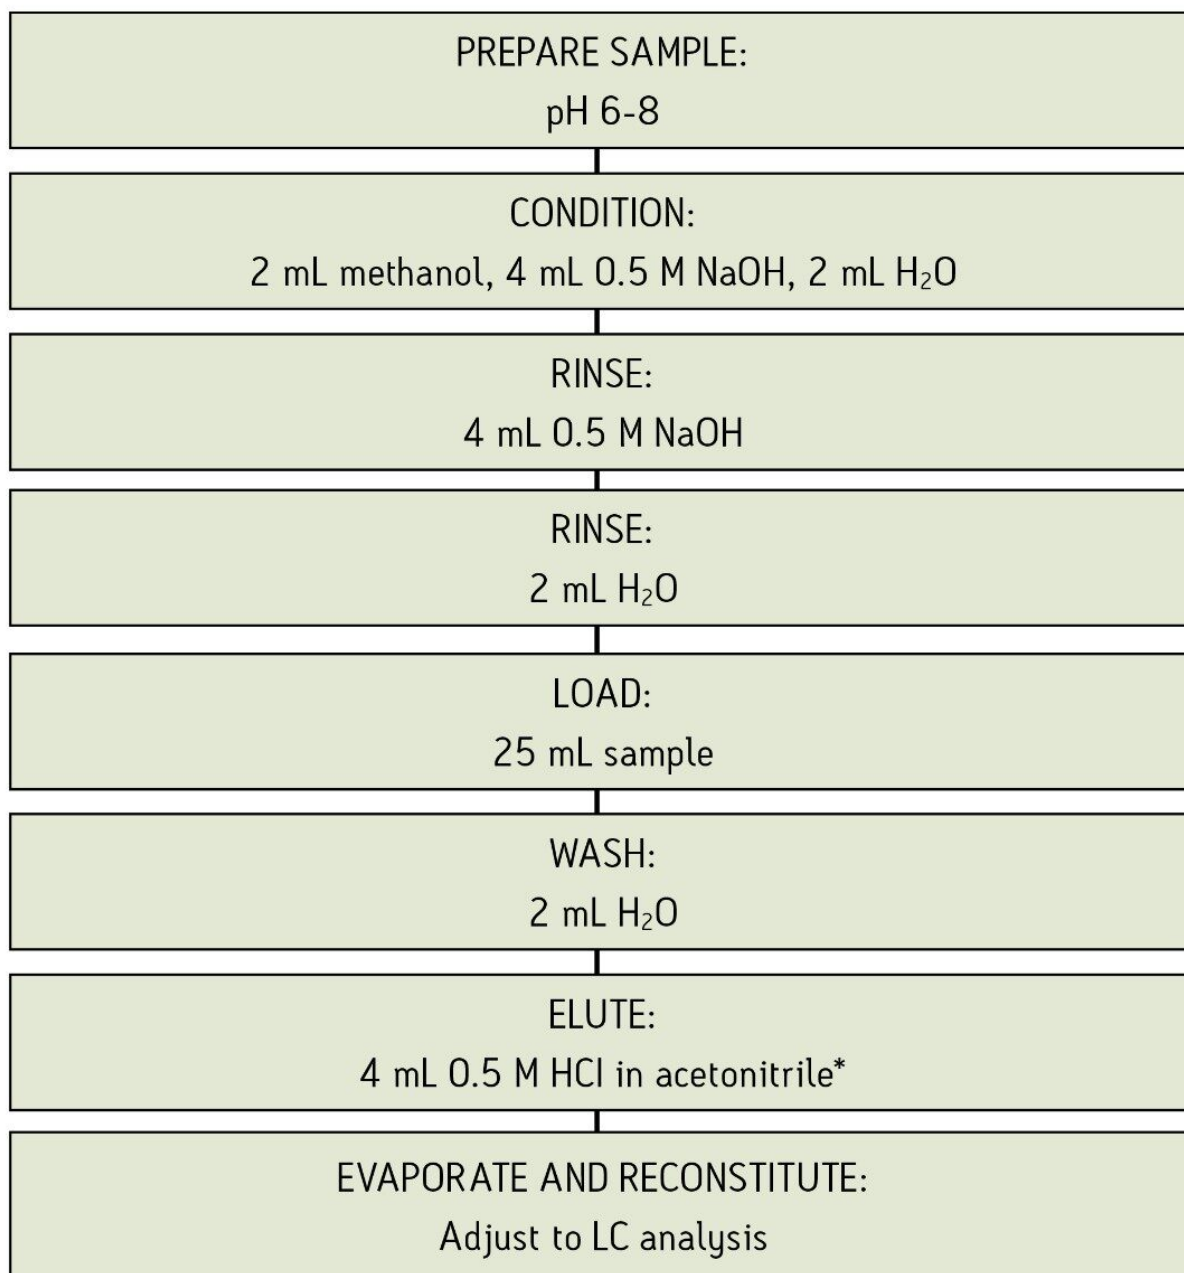 PREPARE SAMPLE:
pH 6-8
CONDITION:
2 mL methanol, 4 mL 0.5 M NaOH, 2 mL H₂O
RINSE:
4 mL 0.5 M NaOH
RINSE:
2 mL H₂O
LOAD:
25 mL sample
WASH:
2 mL H₂O
ELUTE:
4 mL 0.5 M HCl in acetonitrile*
EVAPORATE AND RECONSTITUTE:
Adjust to LC analysis